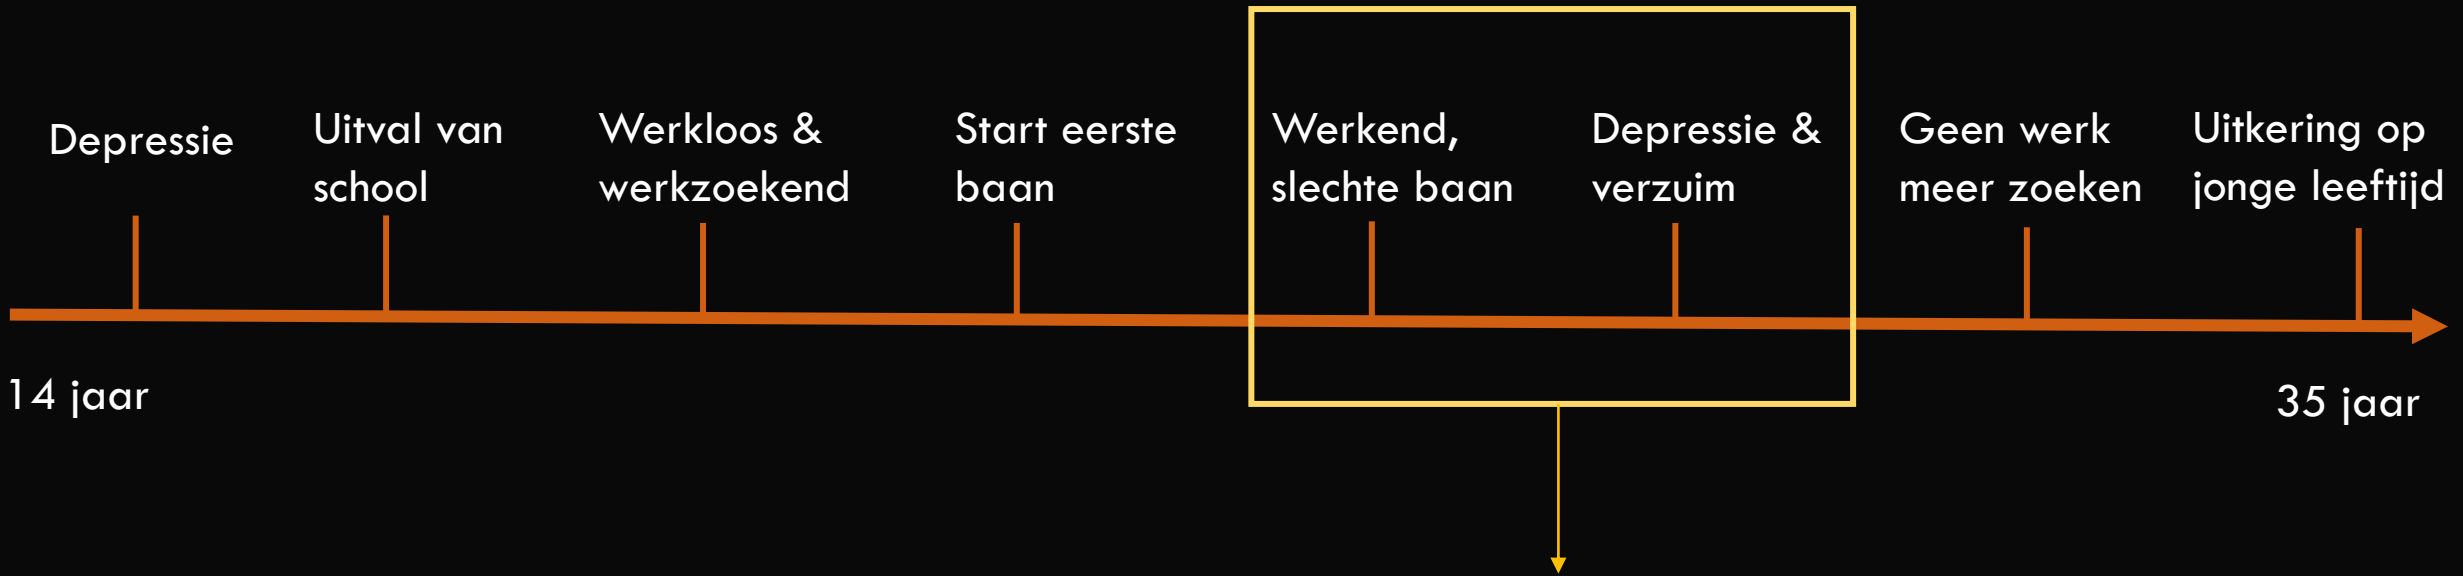 Depressie
Uitval van
school
Werkloos &
werkzoekend
Start eerste
baan
Werkend,
slechte baan
Depressie &
verzuim
Geen werk
meer zoeken
Uitkering op
jonge leeftijd
14 jaar
35 jaar